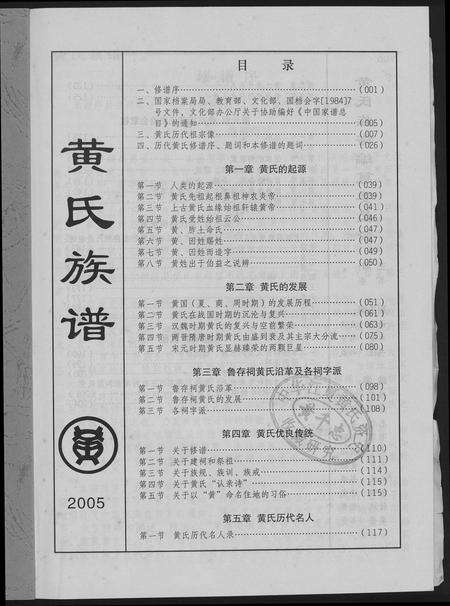 黄氏族谱
2005
目 录
一、修谱序……(001)
二、国家档案局局、教育部、文化部、国档会字[1984]7
号文件，文化部办公厅关于协助编好《中国家谱总
目》的通知……(005)
三、黄氏历代祖宗像……(007)
四、历代黄氏修谱序、题词和本修谱的题词……(026)
第一章 黄氏的起源
第一节 人类的起源……(039)
第二节 黄氏先祖起根鼻祖神农炎帝……(039)
第三节 上古黄氏血缘始祖轩辕黄帝……(041)
第四节 黄氏受姓始祖云公……(046)
第五节 黄、胙土命氏……(047)
第六节 黄、因姓赐姓……(047)
第七节 黄、因姓而造字……(049)
第八节 黄姓出于伯益之说辨……(050)
第二章 黄氏的发展
第一节 黄国（夏、商、周时期）的发展历程……(051)
第二节 黄氏在战国时期的沉沦与复兴……(061)
第三节 汉魏时期黄氏的复兴与空前繁荣……(063)
第四节 两晋隋唐时期黄氏由盛到衰及其主宗大分流……(075)
第五节 宋元时期黄氏显赫臻荣的两颗巨星……(080)
第三章 鲁存祠黄氏沿革及各祠字派
第一节 鲁存祠黄氏沿革……(098)
第二节 鲁存祠黄氏的发展……(101)
第三节 各祠字派……(108)
第四章 黄氏优良传统
第一节 关于修谱……(110)
第二节 关于建祠和祭祖……(111)
第三节 关于族规、族训、族戒……(114)
第四节 关于黄氏“认亲诗”……(115)
第五节 关于以“黄”命名住地的习俗……(115)
第五章 黄氏历代名人
第一节 黄氏历代名人录……(117)